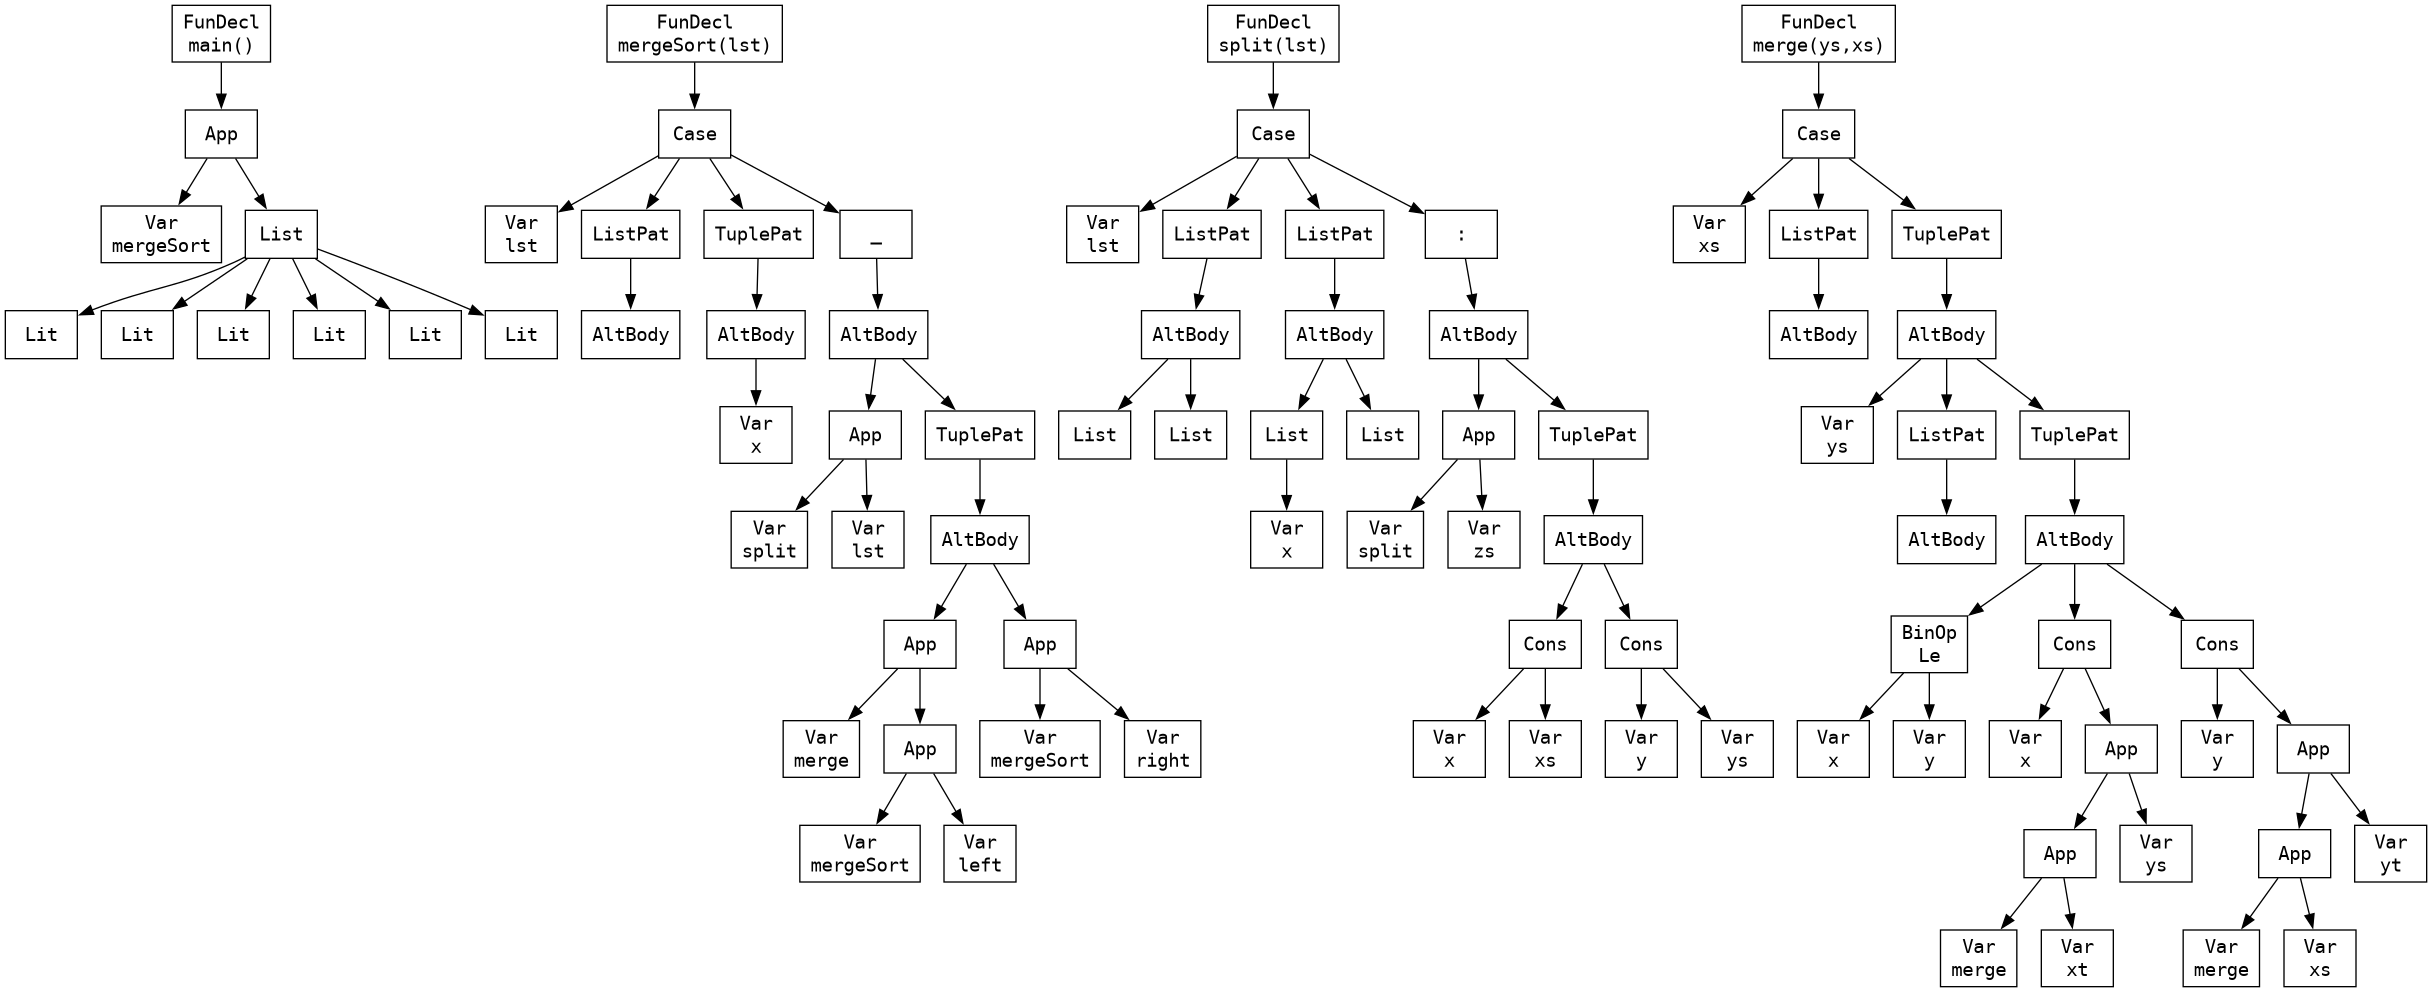 FunDecl
main()
FunDecl
mergeSort(lst)
FunDecl
split(lst)
FunDecl
merge(ys,xs)
App
Case
Case
Case
Var
mergeSort
List
Var
lst
ListPat
TuplePat
_
Var
lst
ListPat
ListPat
:
Var
xs
ListPat
TuplePat
Lit
Lit
Lit
Lit
Lit
Lit
AltBody
AltBody
AltBody
AltBody
AltBody
AltBody
AltBody
AltBody
Var
x
App
TuplePat
List
List
List
List
App
TuplePat
Var
ys
ListPat
TuplePat
Var
split
Var
lst
AltBody
Var
x
Var
split
Var
zs
AltBody
AltBody
AltBody
App
App
Cons
Cons
BinOp
Le
Cons
Cons
Var
merge
App
Var
mergeSort
Var
right
Var
x
Var
xs
Var
y
Var
ys
Var
x
Var
y
Var
x
App
Var
y
App
Var
mergeSort
Var
left
App
Var
ys
App
Var
yt
Var
merge
Var
xt
Var
merge
Var
xs